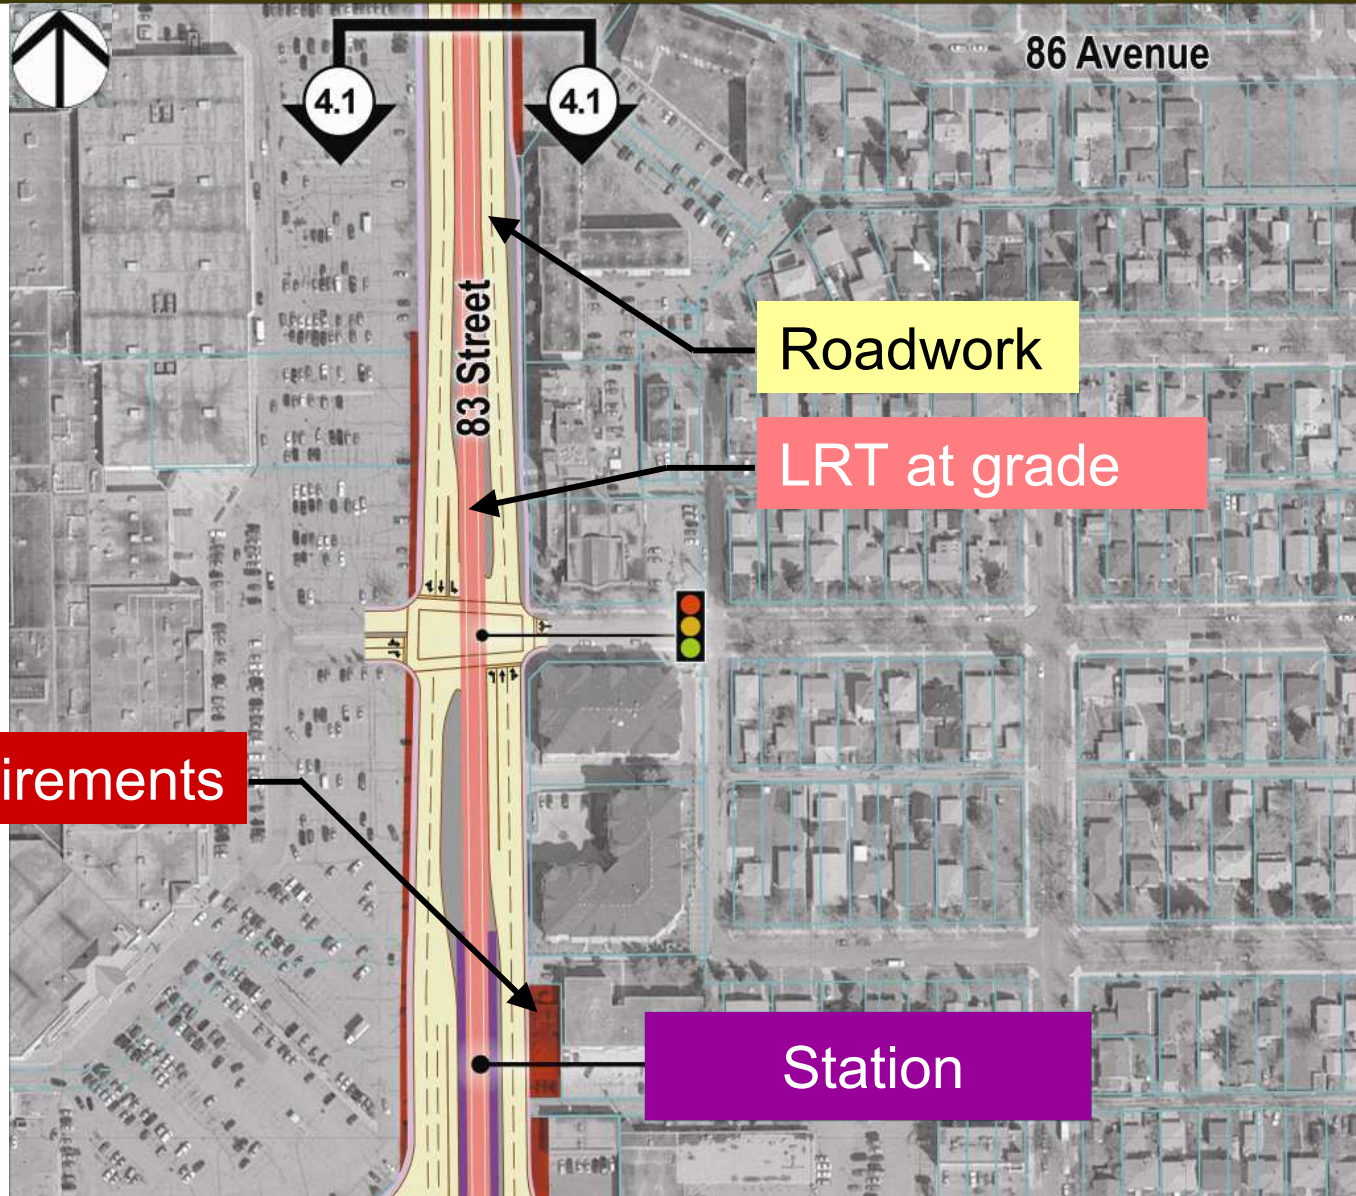 86 Avenue
4.1
4.1
83 Street
Roadwork
LRT at grade
irements
Station